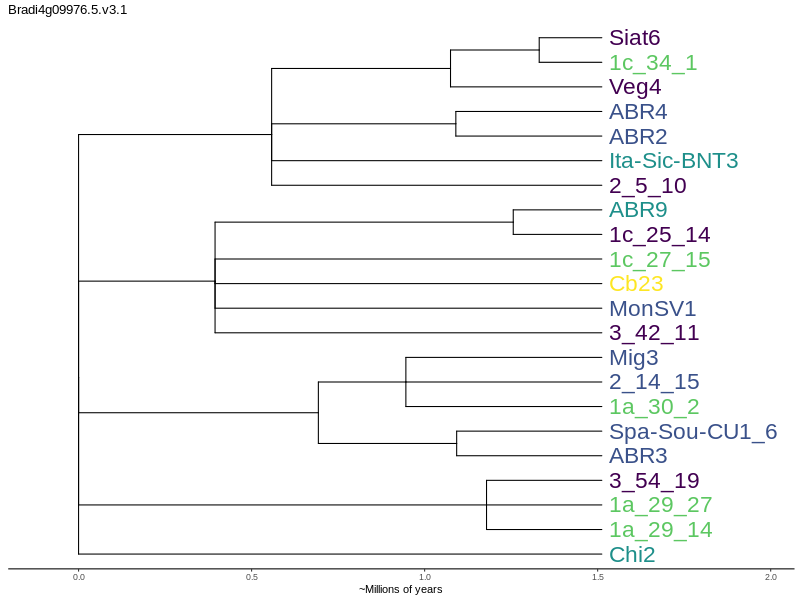 Bradi4g09976.5.v3.1
Siat6
1c_34_1
Veg4
ABR4
ABR2
Ita-Sic-BNT3
2_5_10
ABR9
1c_25_14
1c_27_15
Cb23
MonSV1
3_42_11
Mig3
2_14_15
1a_30_2
Spa-Sou-CU1_6
ABR3
3_54_19
1a_29_27
1a_29_14
Chi2
0.0 0.5 1.0 1.5 2.0
~Millions of years